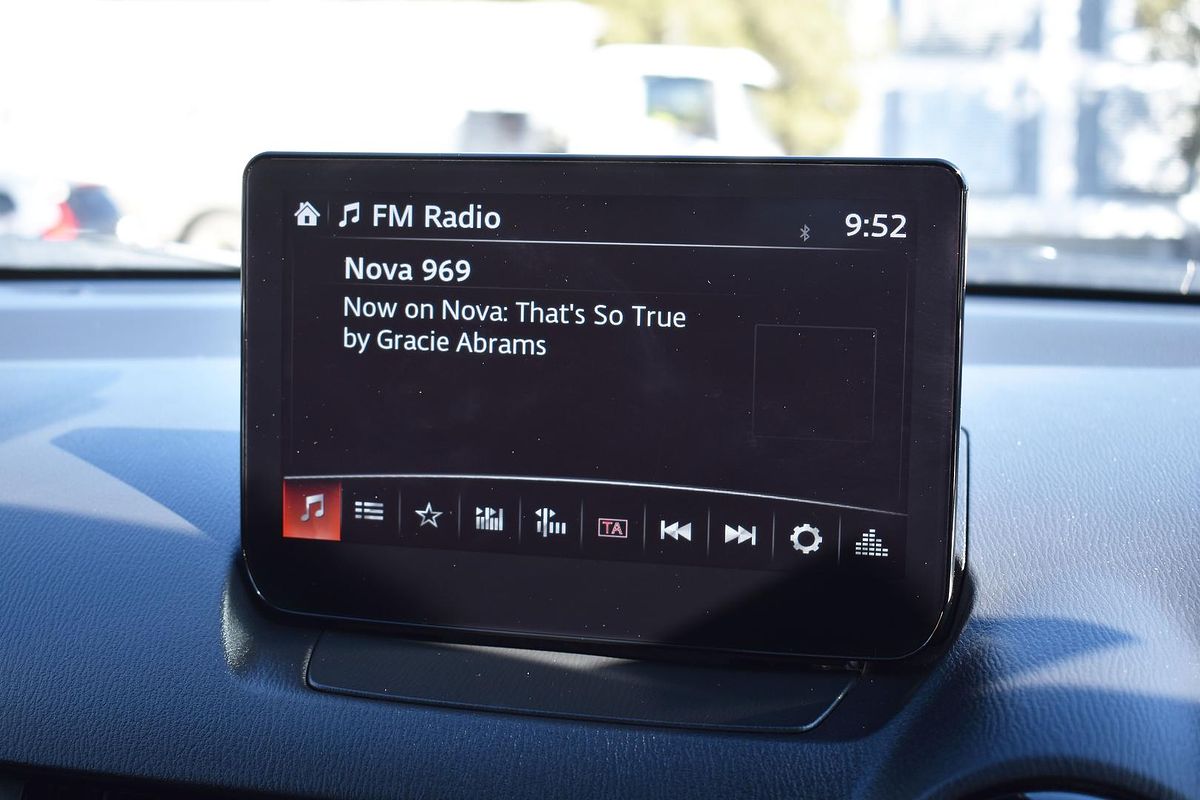 FM Radio
9:52
Nova 969
Now on Nova: That's So True
by Gracie Abrams
TA